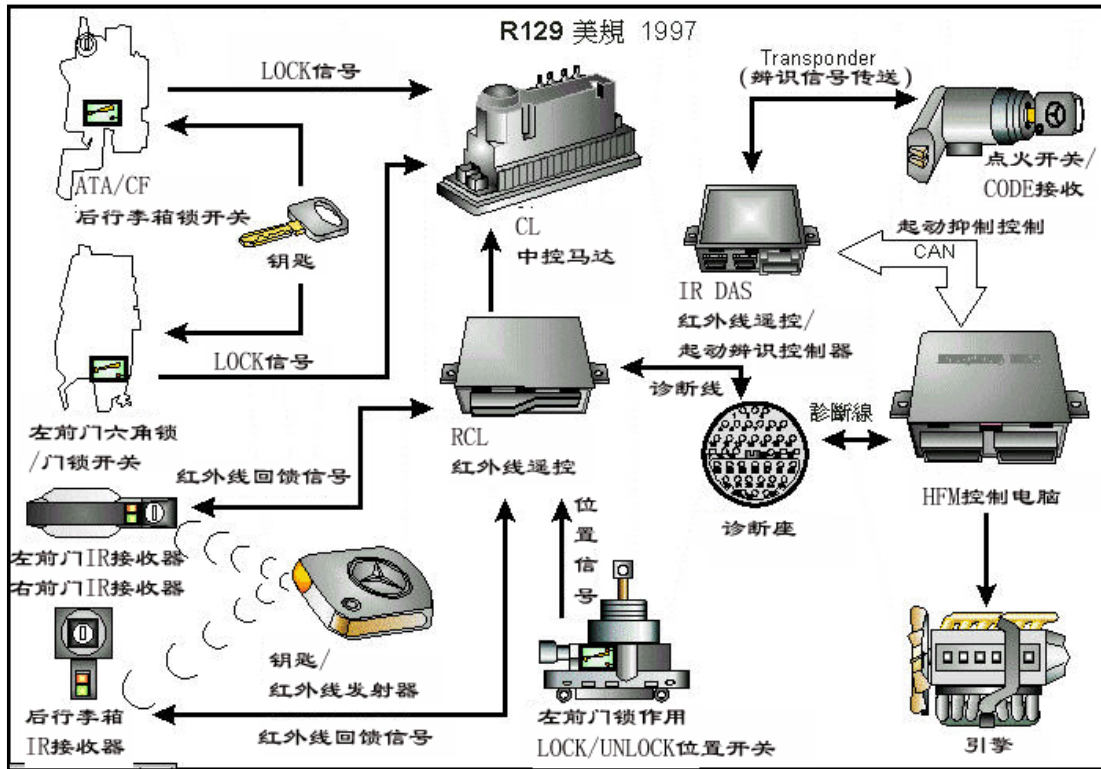 R129 美規 1997
LOCK信号
Transponder
(辨识信号传送)
点火开关/
CODE接收
ATA/CF
后行李箱锁开关
钥匙
CL
中控马达
起动抑制控制
CAN
IR DAS
红外线遥控/
起动辨识控制器
LOCK信号
诊断线
左前门六角锁
/门锁开关
RCL
红外线遥控
診斷線
HFM控制电脑
诊断座
红外线回馈信号
左前门IR接收器
右前门IR接收器
位置信号
钥匙/
红外线发射器
后行李箱
IR接收器
红外线回馈信号
左前门锁作用
LOCK/UNLOCK位置开关
引擎